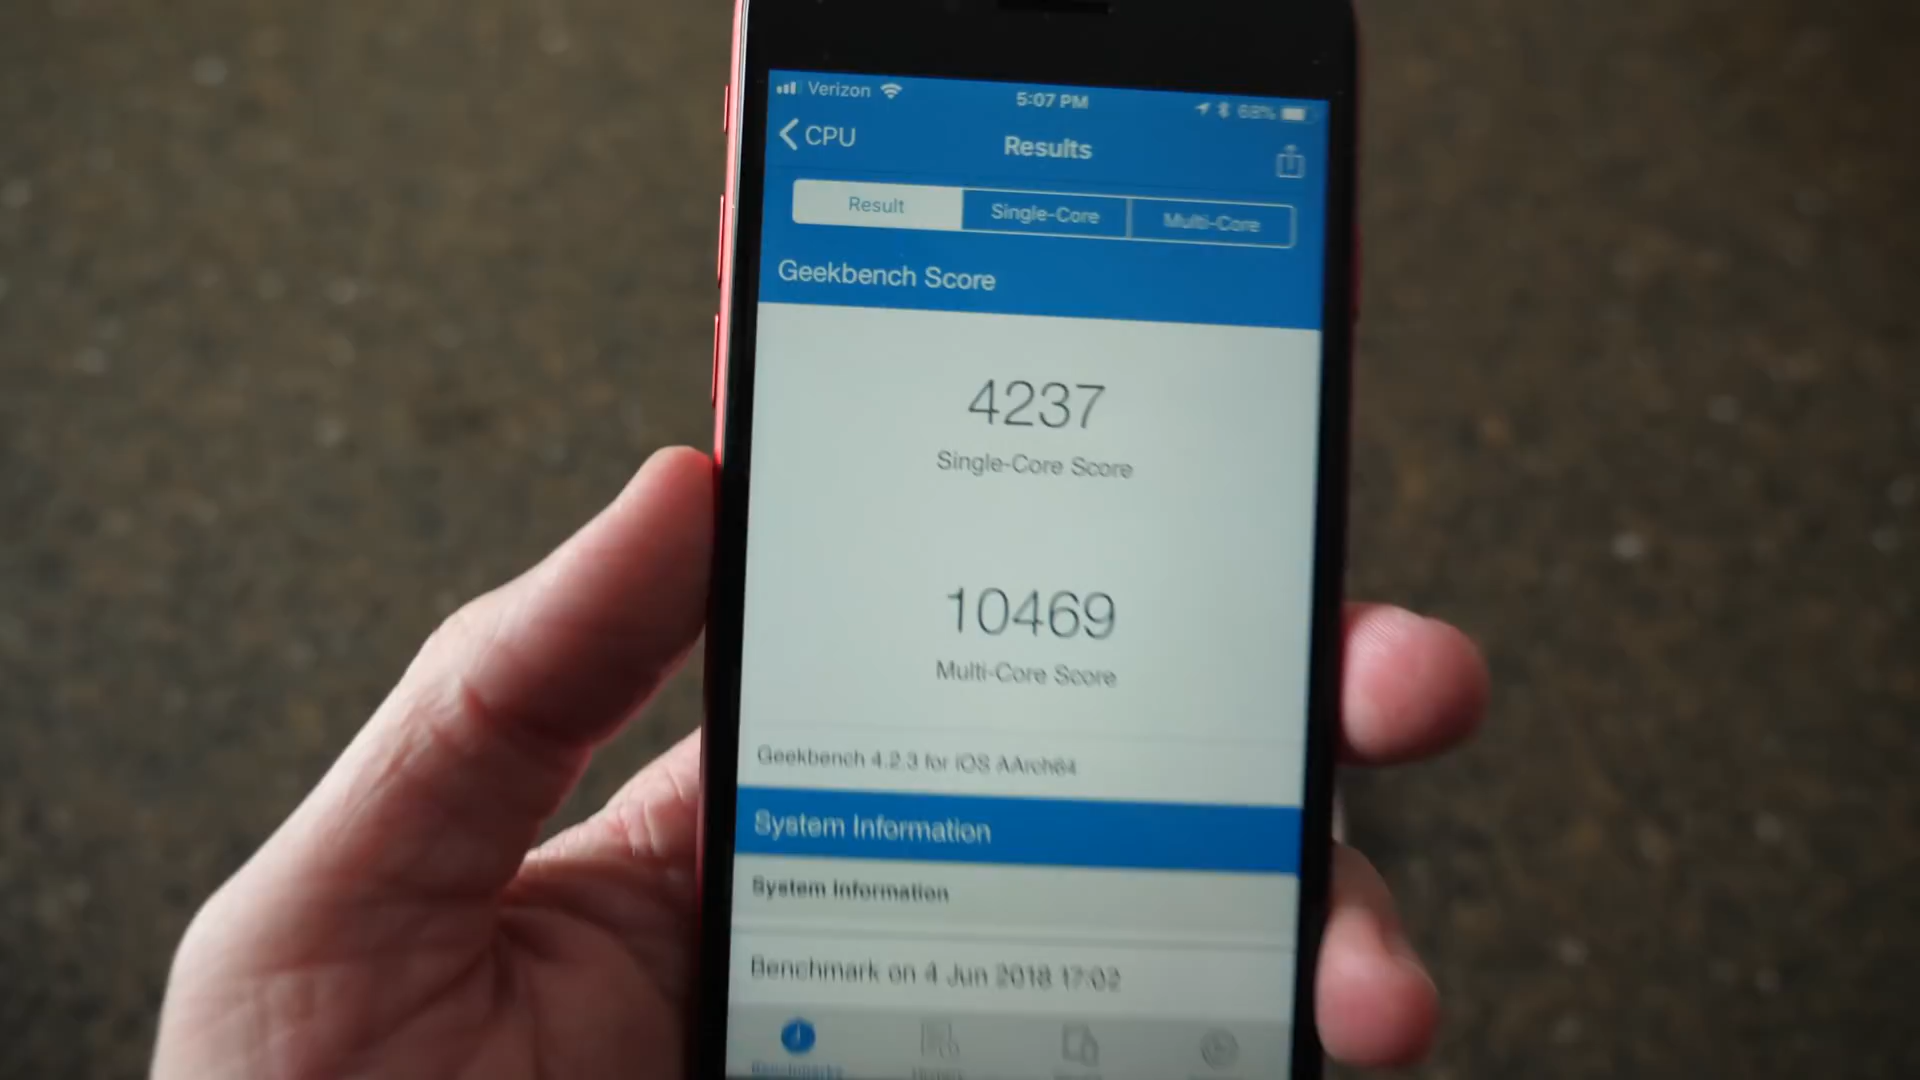 Verizon
5:07 PM
68%
CPU
Results
Result
Single-Core
Multi-Core
Geekbench Score
4237
Single-Core Score
10469
Multi-Core Score
Geekbench 4.2.3 for iOS AArch64
System Information
System Information
Benchmark on 4 Jun 2018 17:02
Benchmarks